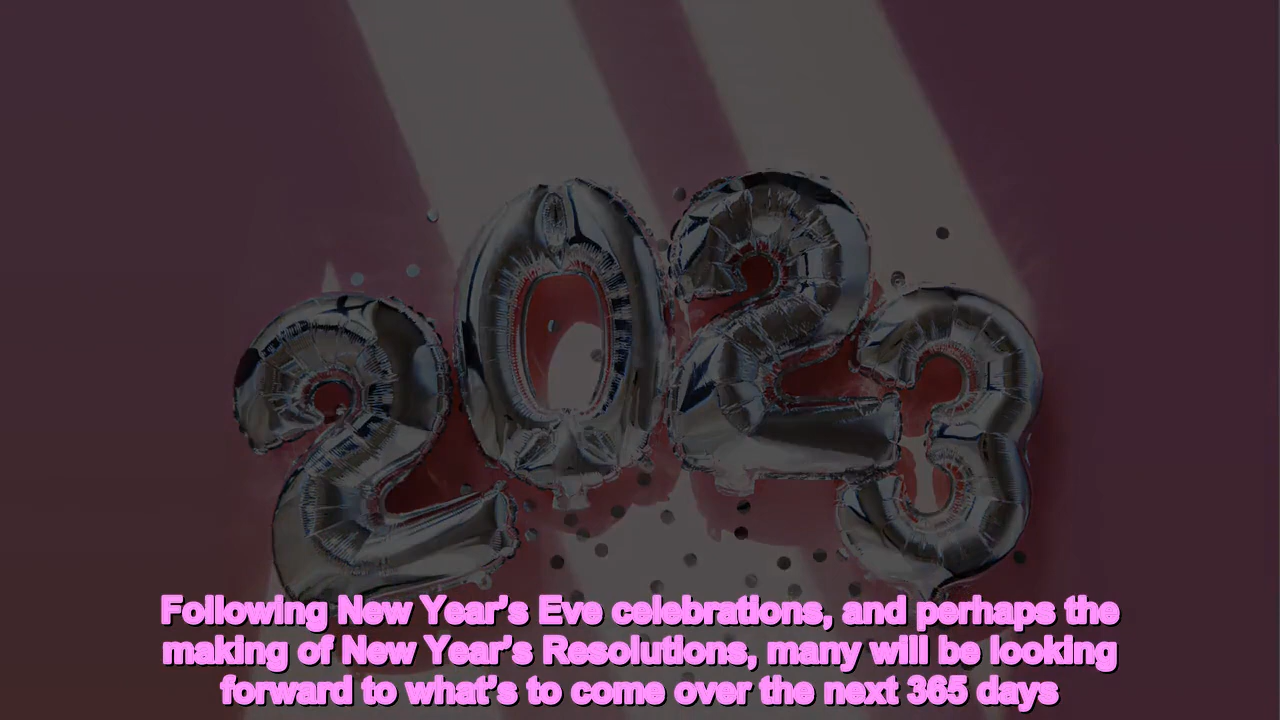 2023
Following New Year's Eve celebrations, and perhaps the
making of New Year's Resolutions, many will be looking
forward to what's to come over the next 365 days